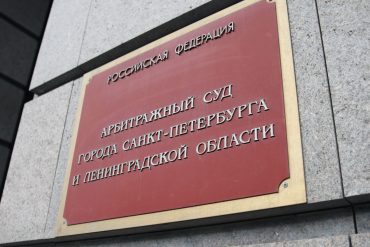 РОССИЙСКАЯ ФЕДЕРАЦИЯ
АРБИТРАЖНЫЙ СУД
ГОРОДА САНКТ-ПЕТЕРБУРГА
И ЛЕНИНГРАДСКОЙ ОБЛАСТИ